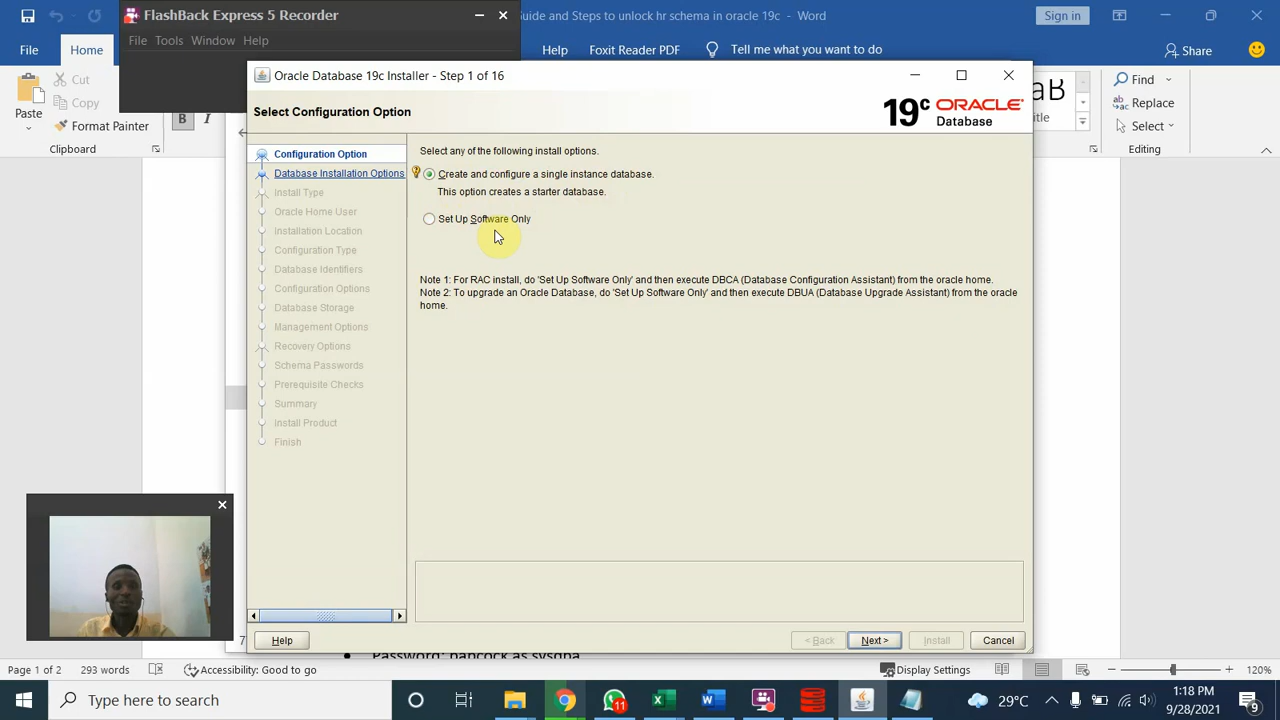 FlashBack Express 5 Recorder
Guide and Steps to unlock hr schema in oracle 19c - Word
Sign in
File Tools Window Help
File
Home
Help
Foxit Reader PDF
Tell me what you want to do
Share
Cut
Copy
Paste
Format Painter
Clipboard
B I
Find
Replace
Select
Editing
Oracle Database 19c Installer - Step 1 of 16
Select Configuration Option
19c ORACLE
Database
Configuration Option
Database Installation Options
Install Type
Oracle Home User
Installation Location
Configuration Type
Database Identifiers
Configuration Options
Database Storage
Management Options
Recovery Options
Schema Passwords
Prerequisite Checks
Summary
Install Product
Finish
Select any of the following install options.
Create and configure a single instance database.
This option creates a starter database.
Set Up Software Only
Note 1: For RAC install, do 'Set Up Software Only' and then execute DBCA (Database Configuration Assistant) from the oracle home.
Note 2: To upgrade an Oracle Database, do 'Set Up Software Only' and then execute DBUA (Database Upgrade Assistant) from the oracle
home.
Help
< Back
Next >
Install
Cancel
Page 1 of 2
293 words
Accessibility: Good to go
Display Settings
120%
Type here to search
11
29°C
1:18 PM
9/28/2021
9